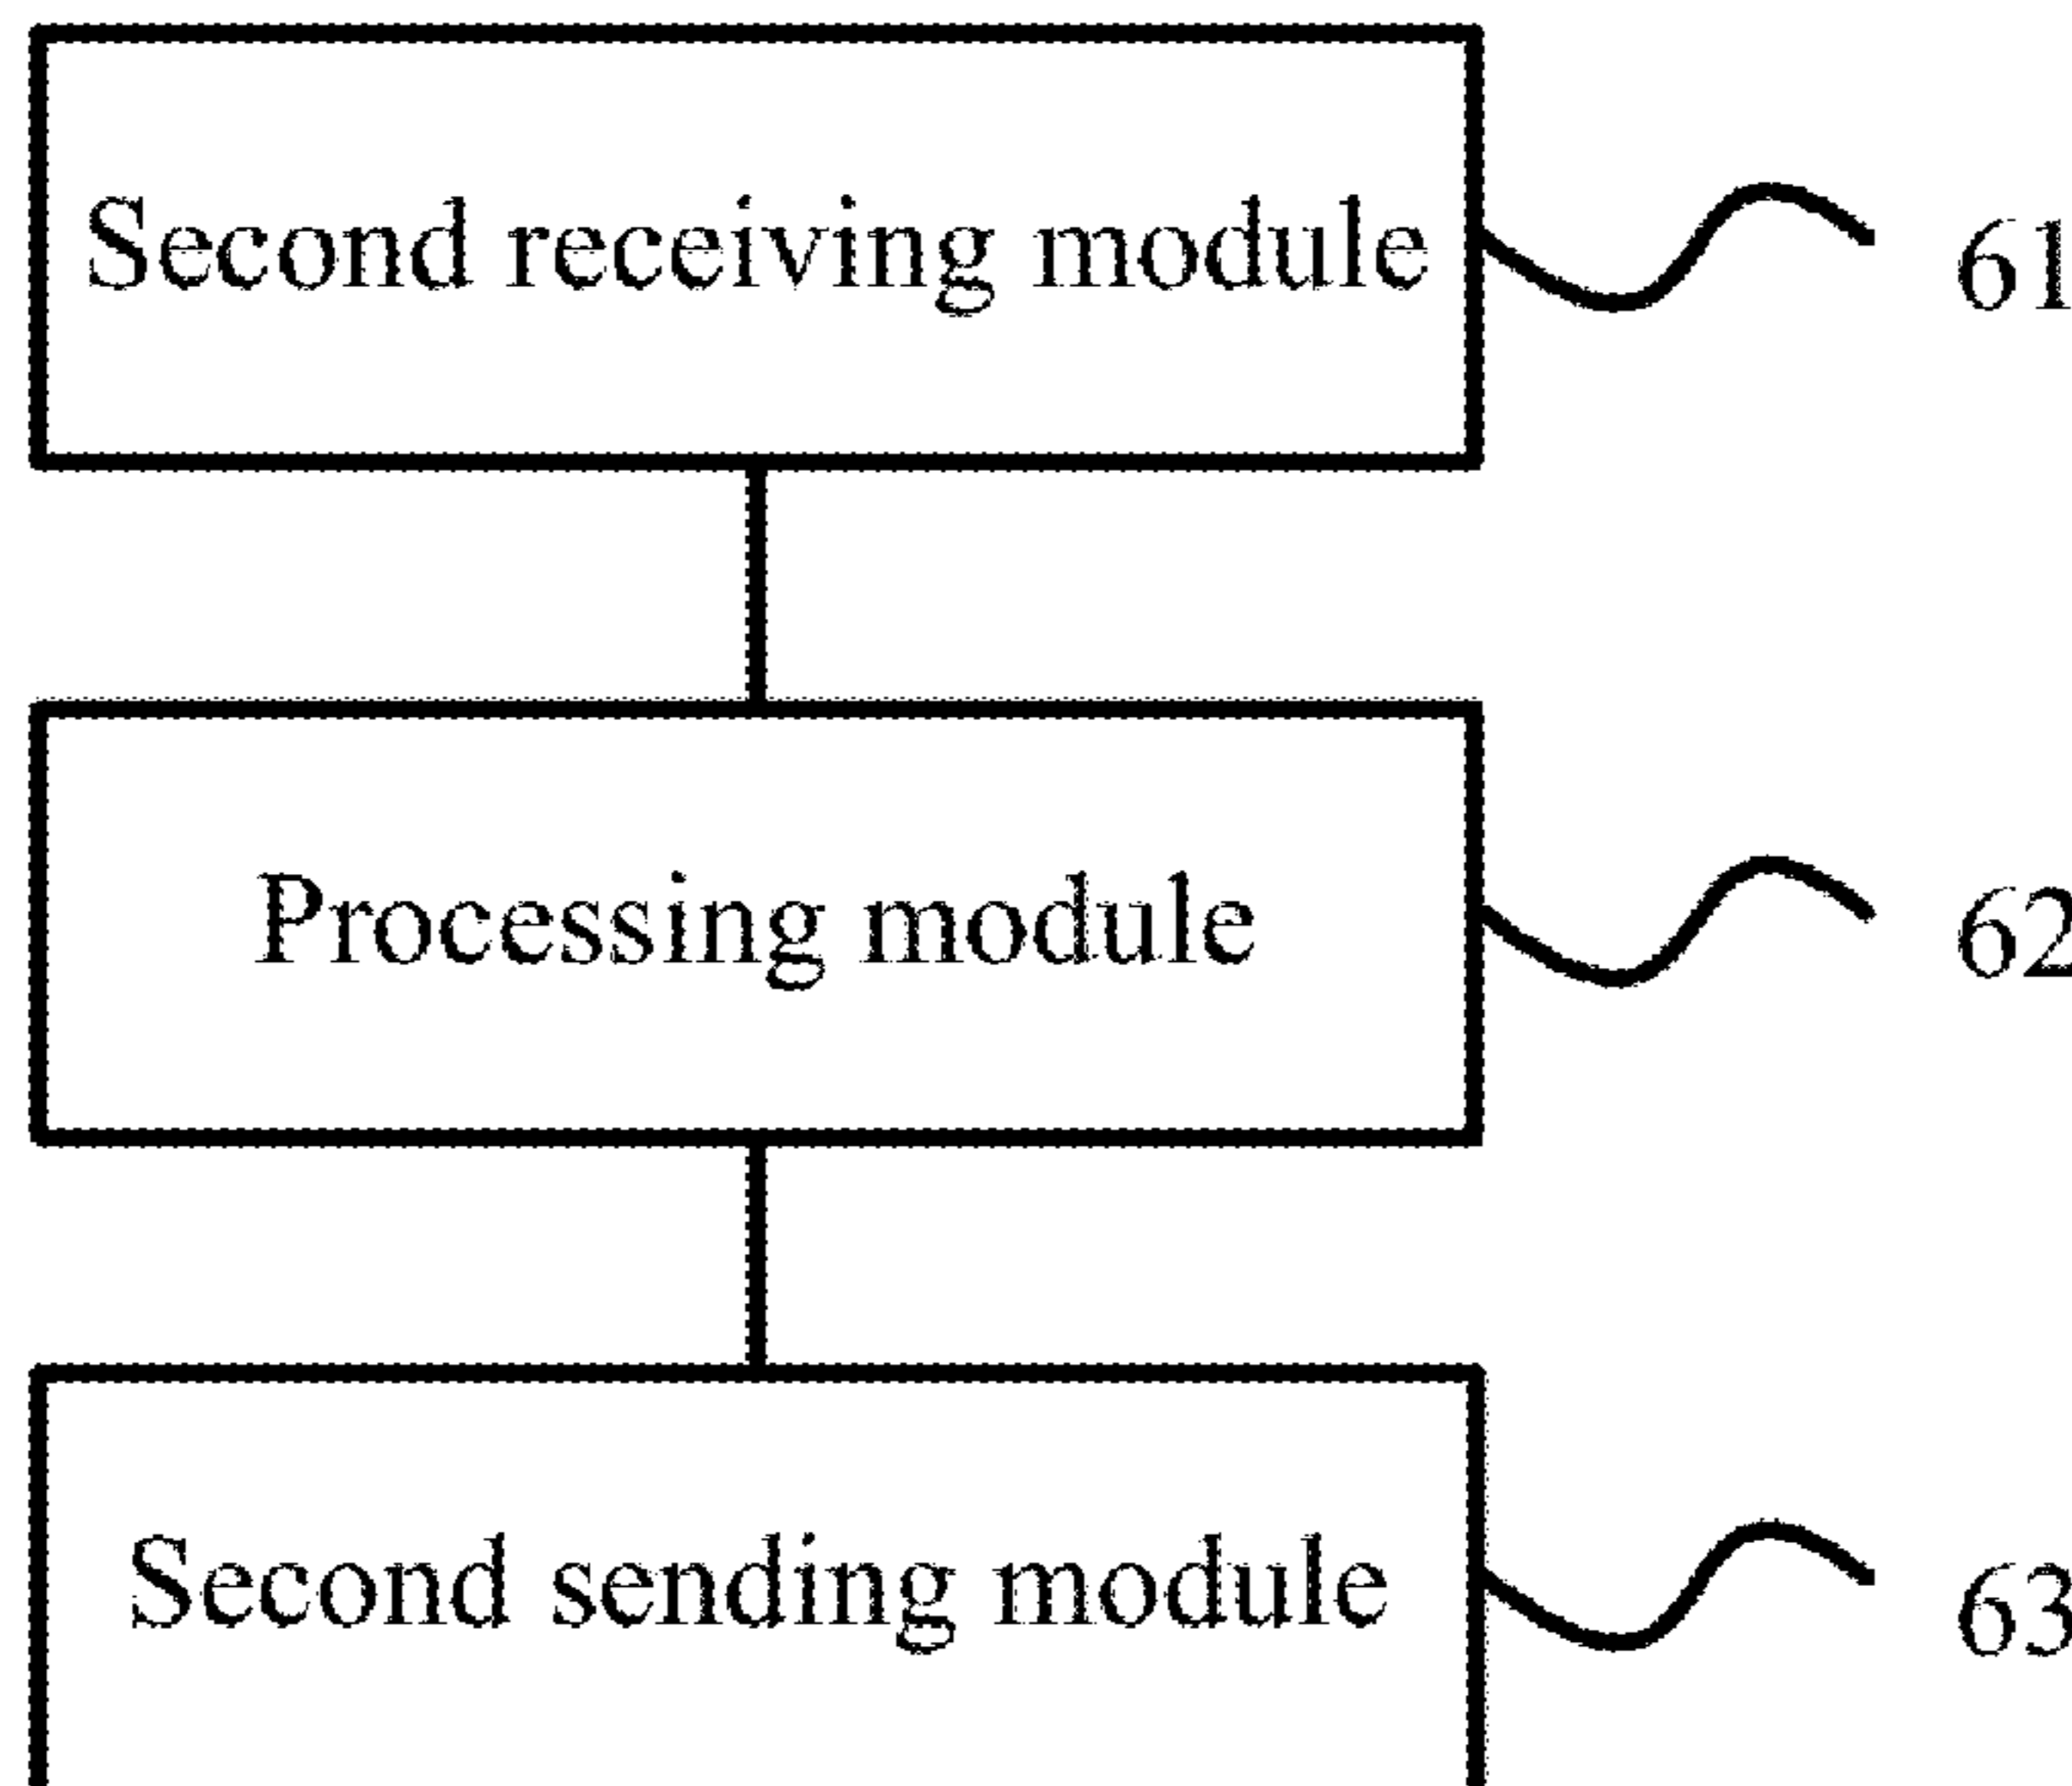 Second receiving module 61
Processing module 62
Second sending module 63